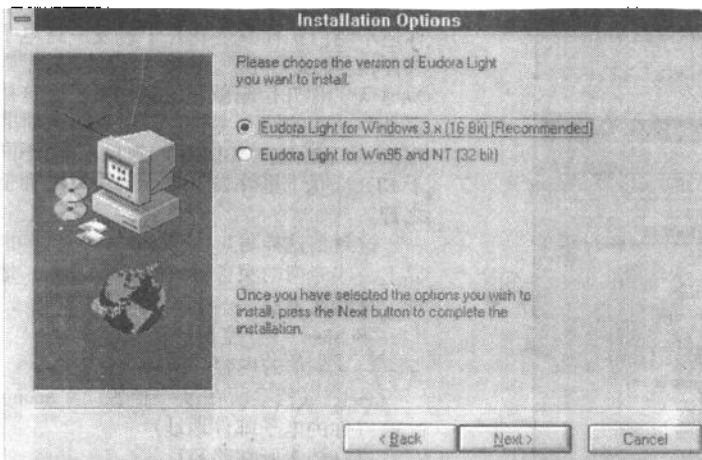 Installation Options
Please choose the version of Eudora Light
you want to install.
Eudora Light for Windows 3.x (16 Bit) [Recommended]
Eudora Light for Win95 and NT (32 bit)
Once you have selected the options you wish to
install, press the Next button to complete the
installation.
< Back
Next >
Cancel